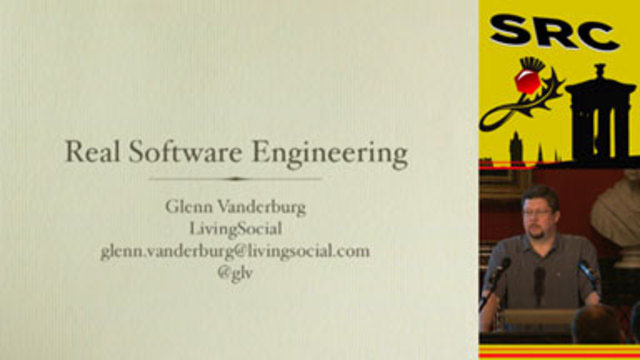 Real Software Engineering
Glenn Vanderburg
LivingSocial
glenn.vanderburg@livingsocial.com
@glv
SRC